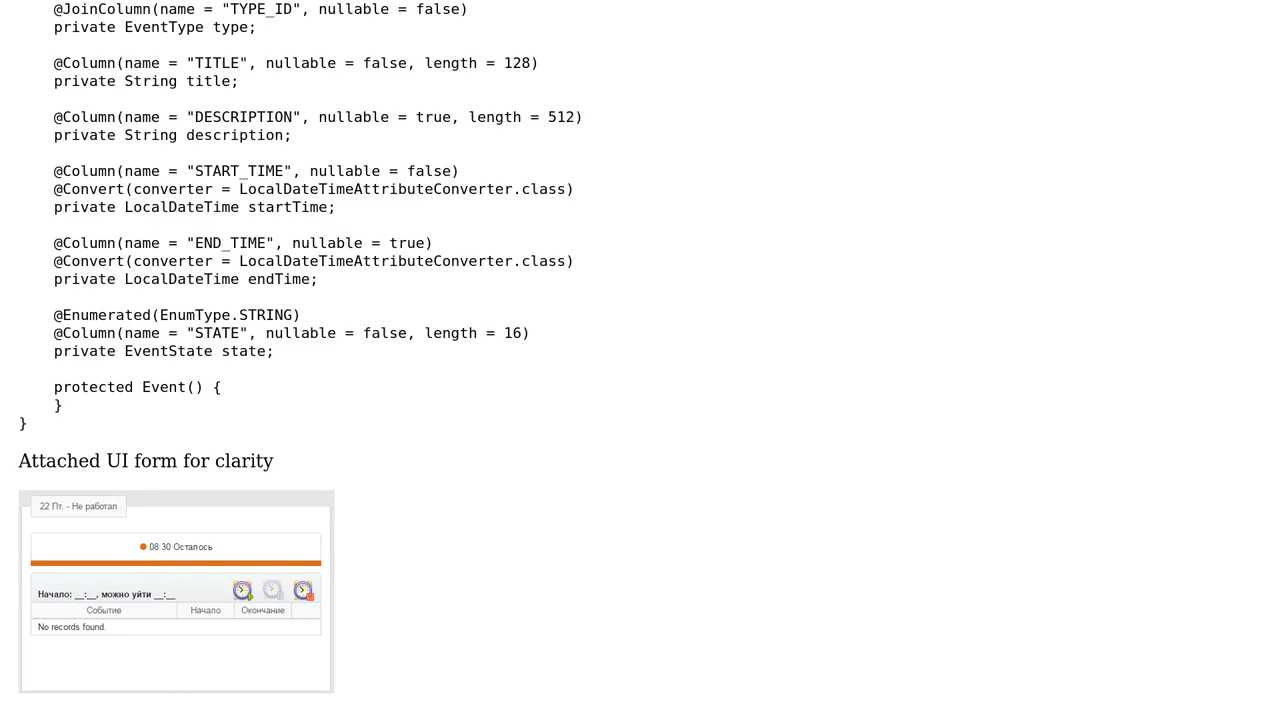 @JoinColumn(name = "TYPE_ID", nullable = false)
private EventType type;
@Column(name = "TITLE", nullable = false, length = 128)
private String title;
@Column(name = "DESCRIPTION", nullable = true, length = 512)
private String description;
@Column(name = "START_TIME", nullable = false)
@Convert(converter = LocalDateTimeAttributeConverter.class)
private LocalDateTime startTime;
@Column(name = "END_TIME", nullable = true)
@Convert(converter = LocalDateTimeAttributeConverter.class)
private LocalDateTime endTime;
@Enumerated(EnumType.STRING)
@Column(name = "STATE", nullable = false, length = 16)
private EventState state;
protected Event() {
}
}
Attached UI form for clarity
22 Пт. - Не работал
08:30 Осталось
Начало: __:__, можно уйти __:__
Событие Начало Окончание
No records found.